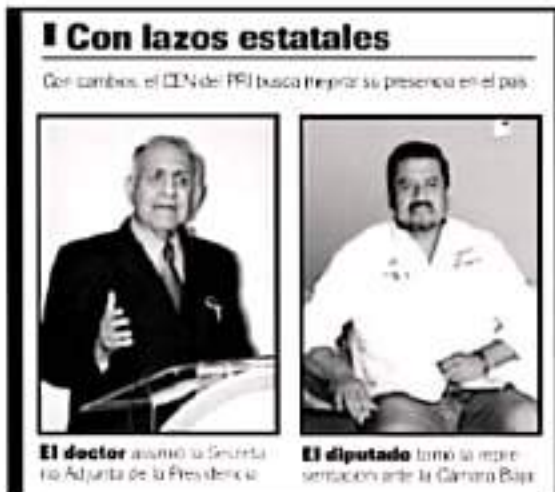 Con lazos estatales
Con cambios, el CEN del PRI busca mejorar su presencia en el país
El doctor asumió la Secreta-
ria Adjunta de la Presidencia
El diputado tomó la repre-
sentación ante la Cámara Baja